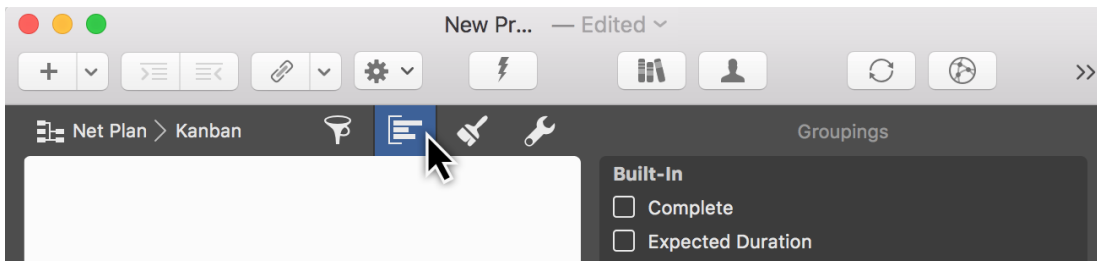 New Pr... — Edited
Net Plan > Kanban
Groupings
Built-In
Complete
Expected Duration